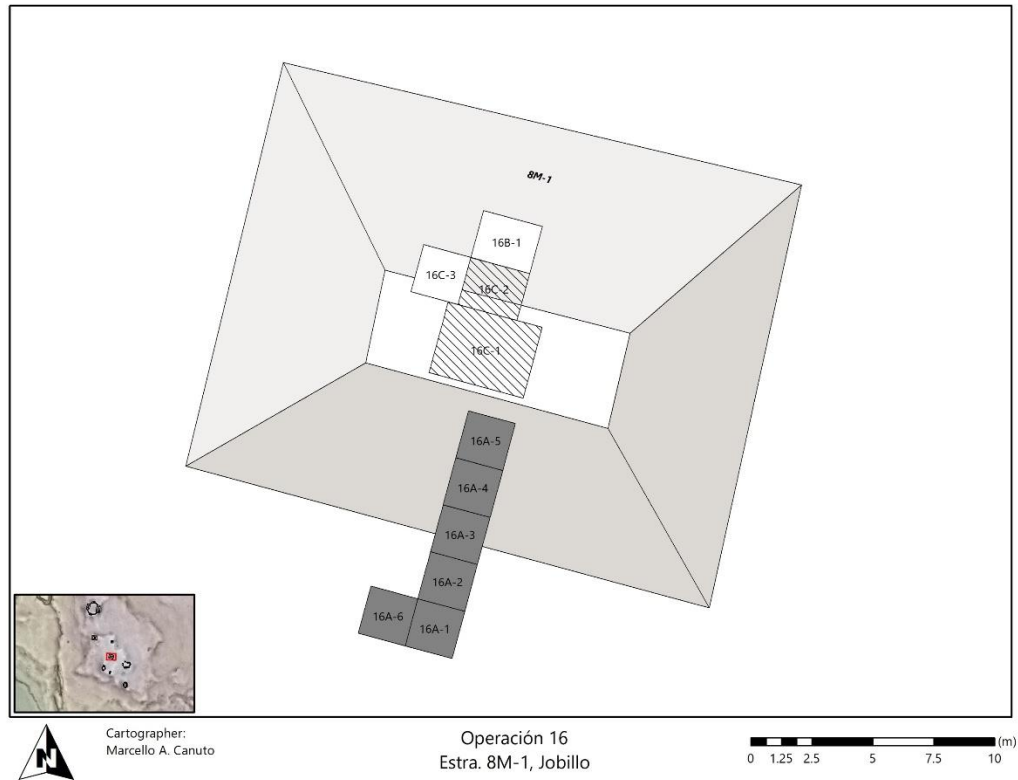 8M-1
16B-1
16C-3
16C-2
16C-1
16A-5
16A-4
16A-3
16A-2
16A-6
16A-1
N
Cartographer:
Marcello A. Canuto
Operación 16
Estra. 8M-1, Jobillo
(m)
0 1.25 2.5 5 7.5 10